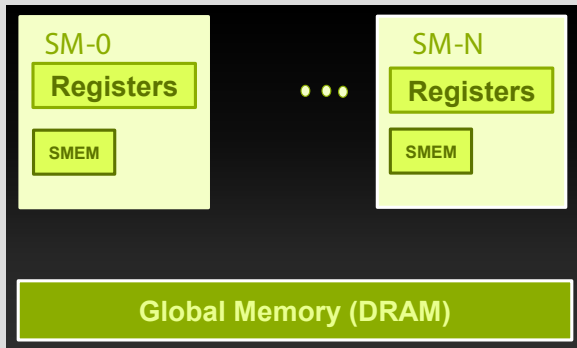 SM-0
Registers
SMEM
...
SM-N
Registers
SMEM
Global Memory (DRAM)